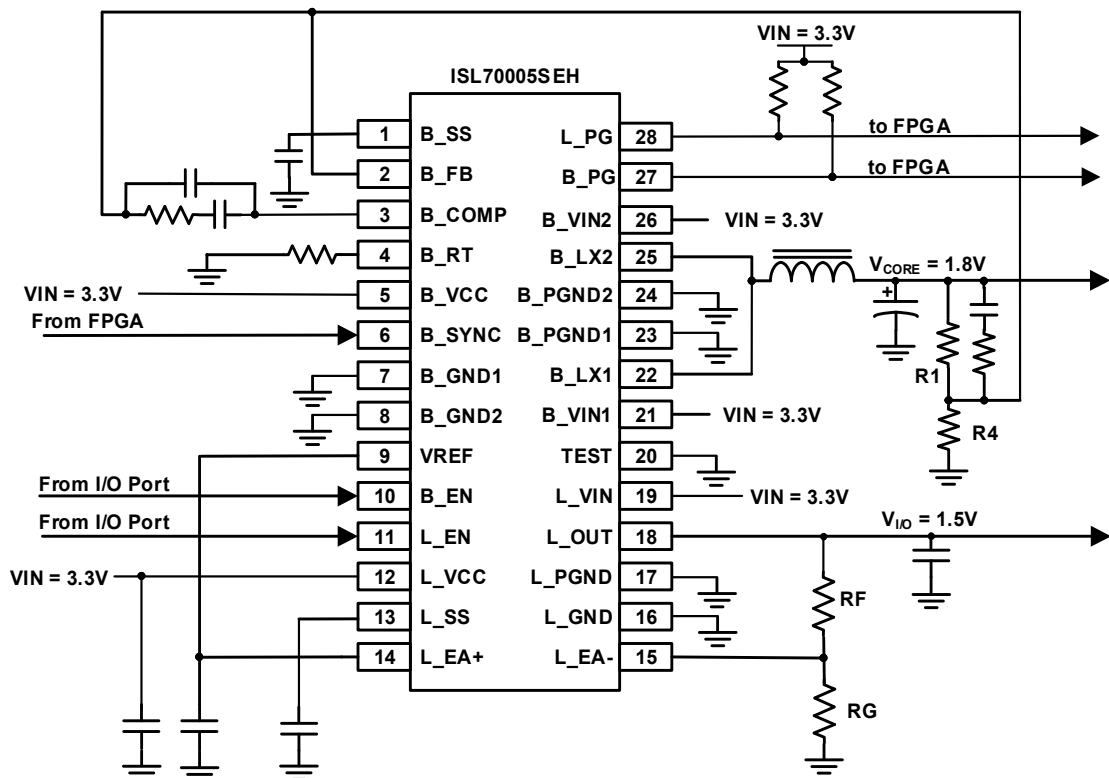 VIN = 3.3V
ISL70005SEH
1 B_SS L_PG 28 to FPGA
2 B_FB B_PG 27 to FPGA
3 B_COMP B_VIN2 26 VIN = 3.3V
4 B_RT B_LX2 25
VIN = 3.3V 5 B_VCC B_PGND2 24 VCORE = 1.8V
+
From FPGA 6 B_SYNC B_PGND1 23
7 B_GND1 B_LX1 22 R1
8 B_GND2 B_VIN1 21 VIN = 3.3V R4
9 VREF TEST 20
From I/O Port 10 B_EN L_VIN 19 VIN = 3.3V
From I/O Port 11 L_EN L_OUT 18 VI/O = 1.5V
VIN = 3.3V 12 L_VCC L_PGND 17 RF
13 L_SS L_GND 16
14 L_EA+ L_EA- 15
RG